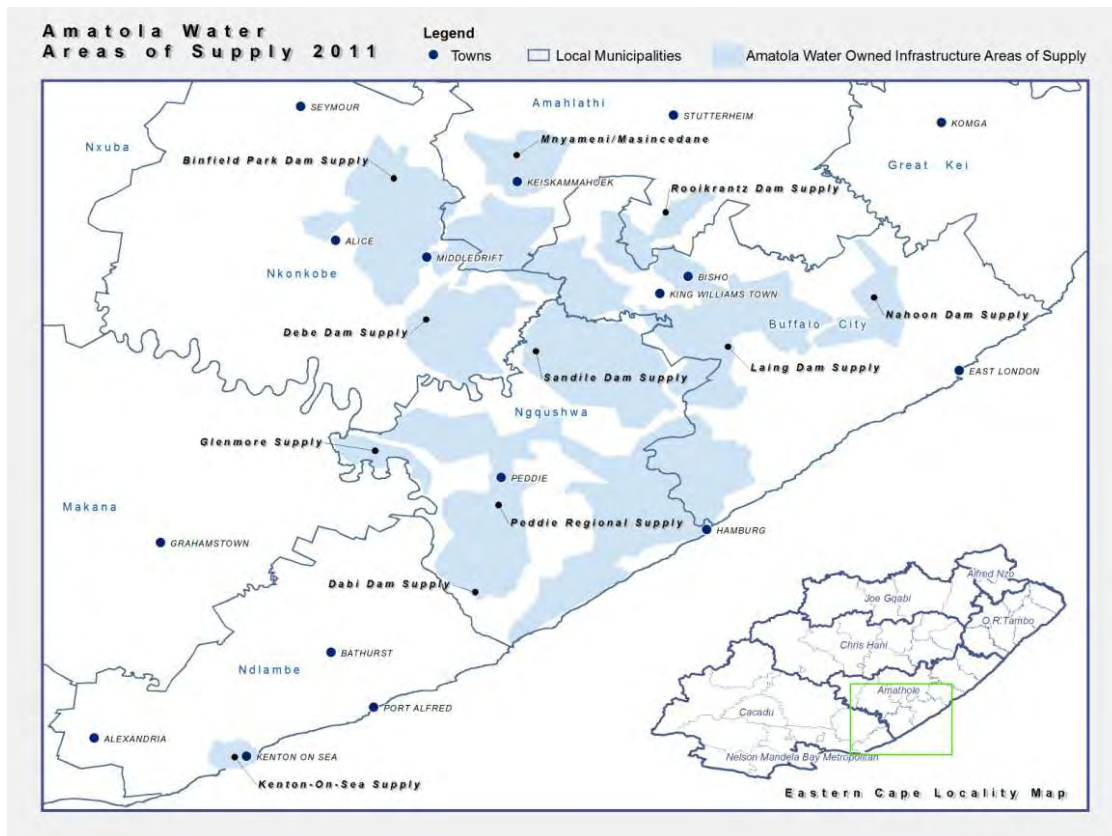 Amatola Water
Areas of Supply 2011
Legend
Towns
Local Municipalities
Amatola Water Owned Infrastructure Areas of Supply
SEYMOUR
Amahlathi
STUTTERHEIM
KOMGA
Nxuba
Mnyameni/Masincedane
Binfield Park Dam Supply
Great Kei
KEISKAMMAHOEK
Rooikrantz Dam Supply
ALICE
MIDDLEDRIFT
Nkonkobe
BISHO
KING WILLIAMS TOWN
Nahoon Dam Supply
Buffalo City
Debe Dam Supply
Laing Dam Supply
EAST LONDON
Sandile Dam Supply
Ngqushwa
Glenmore Supply
PEDDIE
Makana
Peddie Regional Supply
HAMBURG
GRAHAMSTOWN
Dabi Dam Supply
Alfred Nzo
Joe Gqabi
O.R.Tambo
Chris Hani
BATHURST
Ndlambe
Amathole
PORT ALFRED
Cacadu
ALEXANDRIA
KENTON ON SEA
Nelson Mandela Bay Metropolitan
Kenton-On-Sea Supply
Eastern Cape Locality Map